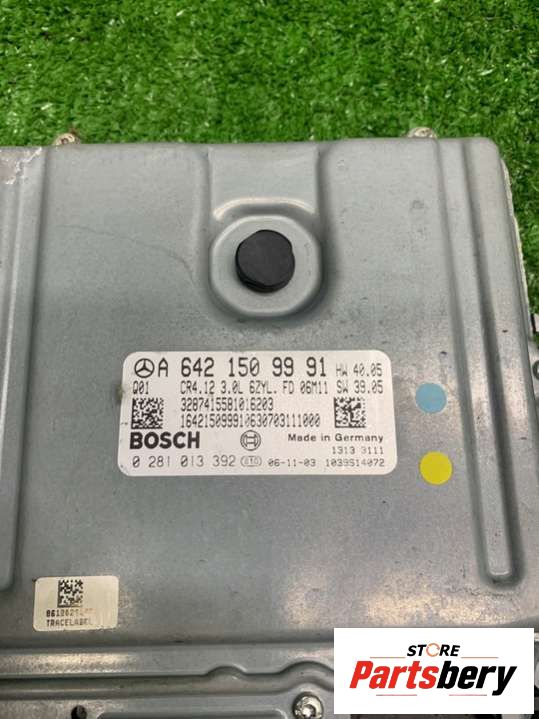 A 642 150 99 91 HW 40.05
Q01 CR4.12 3.0L 6ZYL. FD 06M11 SW 39.05
3287415581016203
164215099910630703111000
BOSCH Made in Germany
1313 3111
0 281 013 392 06-11-03 1039S14072
TRACELABEL
STORE
Partsbery